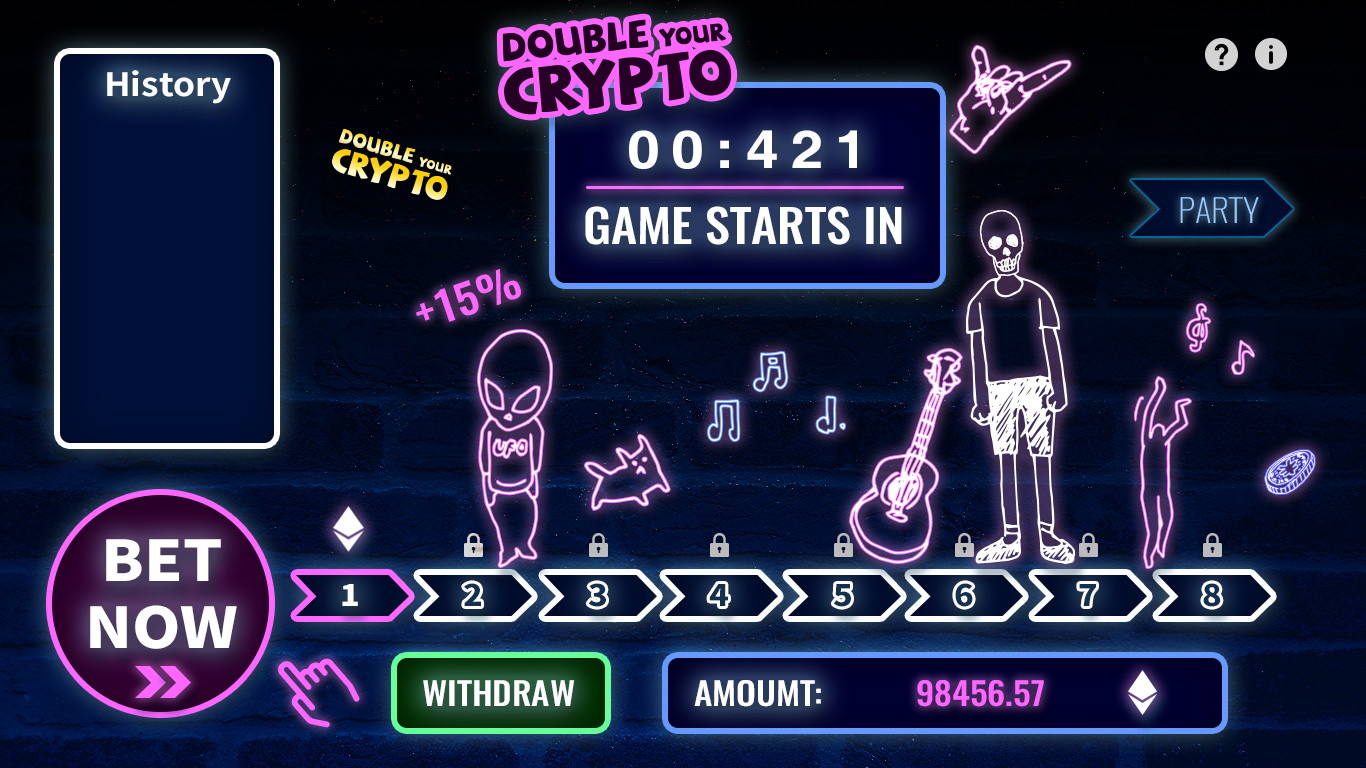 DOUBLE YOUR
CRYPTO
? i
History
00:421
GAME STARTS IN
DOUBLE YOUR
CRYPTO
PARTY
+15%
UFO
BET
NOW
1 2 3 4 5 6 7 8
WITHDRAW
AMOUMT: 98456.57